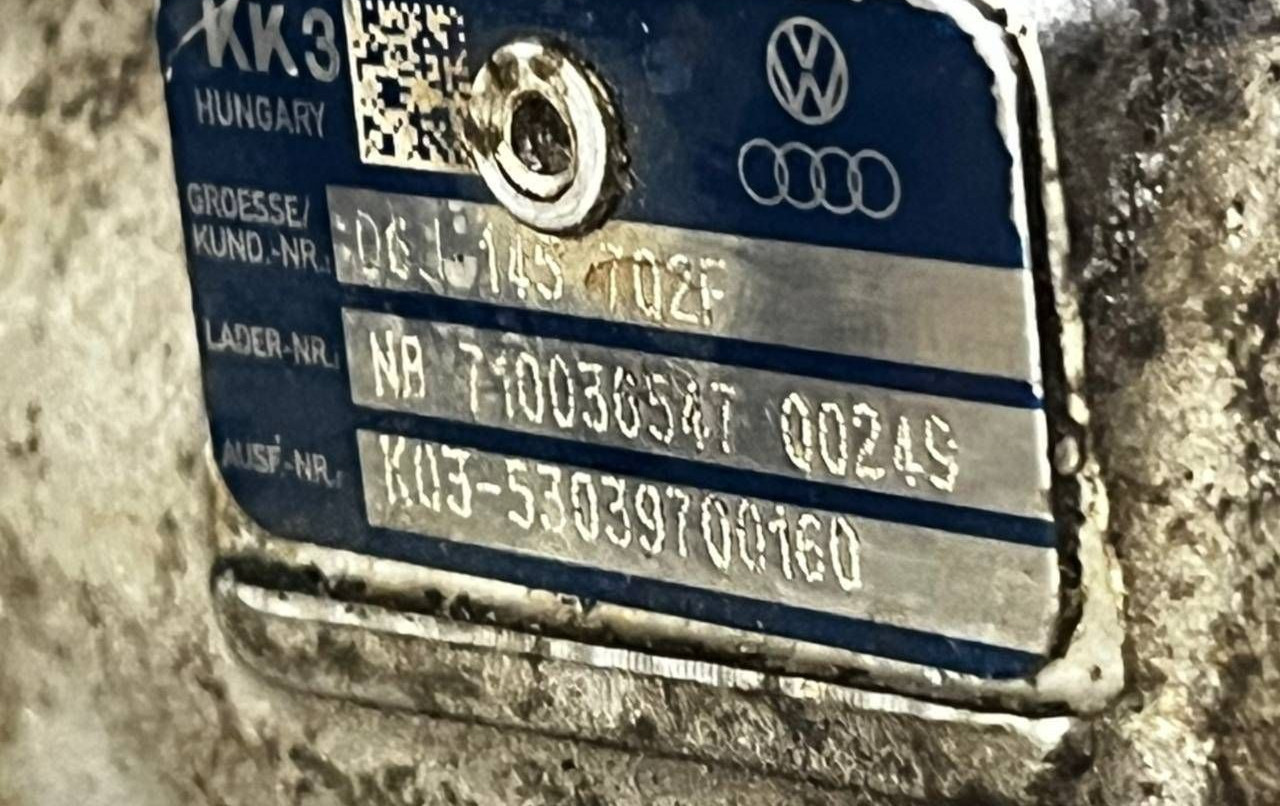 KK3
HUNGARY
GROESSE/
KUND.-NR.:
06J 145 702F
LADER-NR.:
NB 710036547 00249
AUSF.-NR.:
K03-53039700160